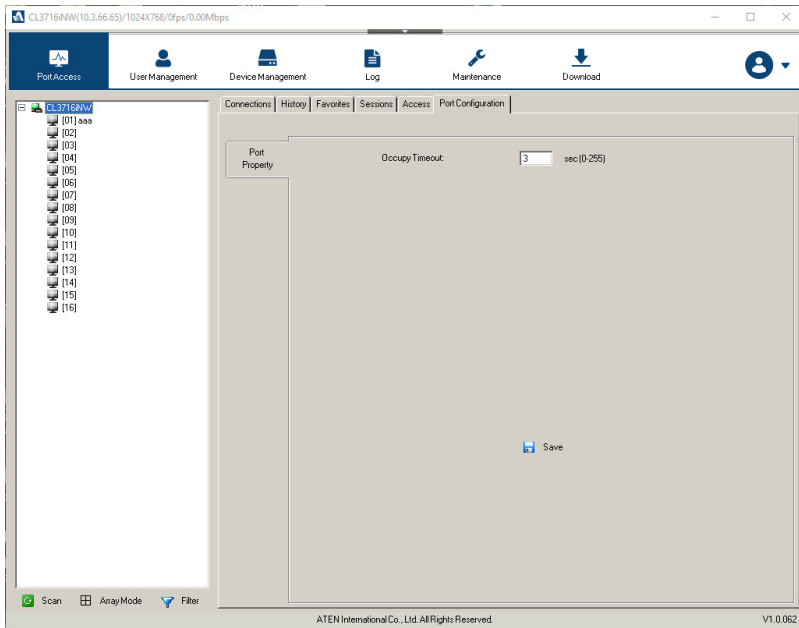 CL3716iNW(10.3.66.65)/1024X768/0fps/0.00Mbps
Port Access
User Management
Device Management
Log
Maintenance
Download
CL3716iNW
[01] aaa
[02]
[03]
[04]
[05]
[06]
[07]
[08]
[09]
[10]
[11]
[12]
[13]
[14]
[15]
[16]
Scan Array Mode Filter
Connections History Favorites Sessions Access Port Configuration
Port
Property
Occupy Timeout: 3 sec (0-255)
Save
ATEN International Co., Ltd. All Rights Reserved.
V1.0.062